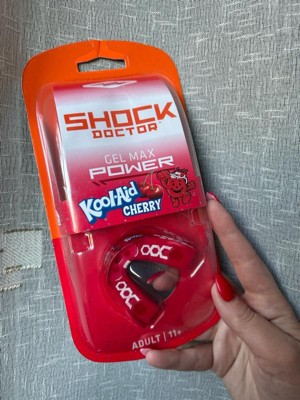 SHOCK
DOCTOR
GEL MAX
POWER
Kool-Aid
CHERRY
ADULT | 11+